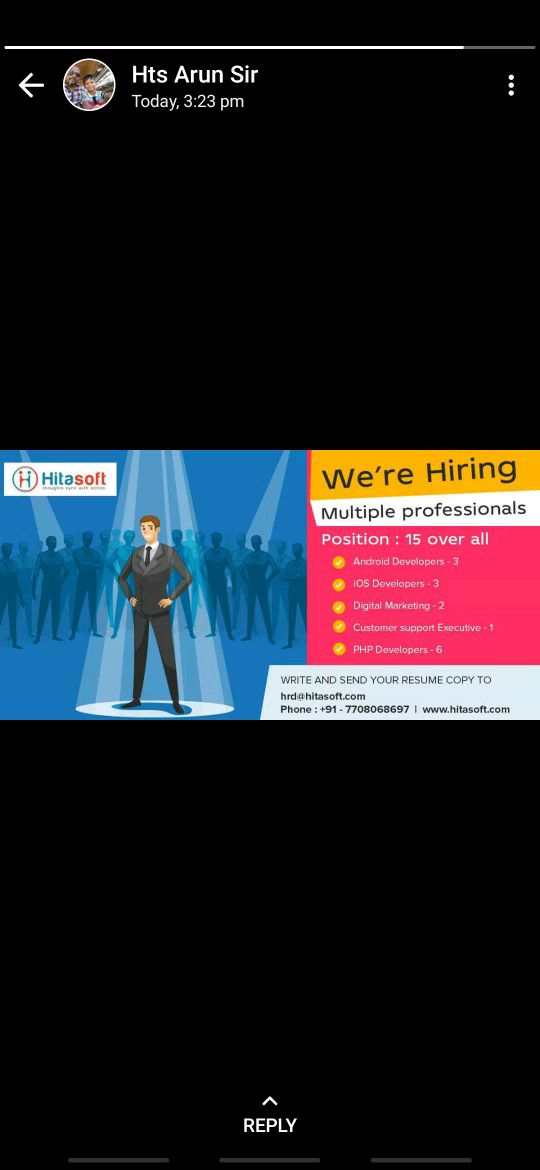 Hts Arun Sir
Today, 3:23 pm
Hitasoft
thoughts sync with action
We're Hiring
Multiple professionals
Position : 15 over all
Android Developers - 3
iOS Developers - 3
Digital Marketing - 2
Customer support Executive - 1
PHP Developers - 6
WRITE AND SEND YOUR RESUME COPY TO
hrd@hitasoft.com
Phone : +91 - 7708068697 | www.hitasoft.com
REPLY